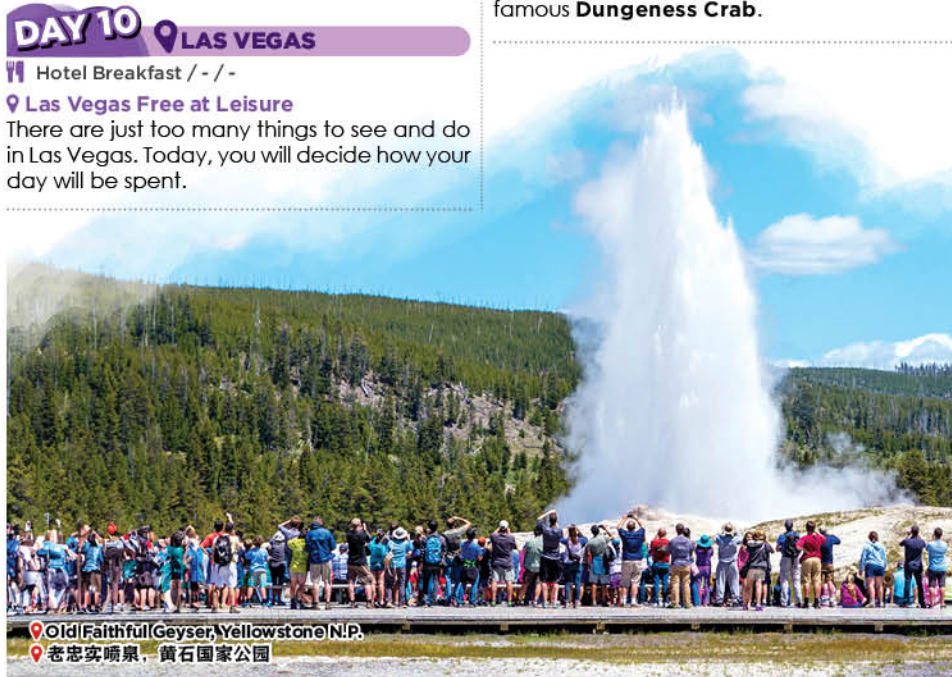 DAY 10 LAS VEGAS
Hotel Breakfast / - / -
Las Vegas Free at Leisure
There are just too many things to see and do
in Las Vegas. Today, you will decide how your
day will be spent.
famous Dungeness Crab.
Old Faithful Geyser, Yellowstone N.P.
老忠实喷泉，黄石国家公园